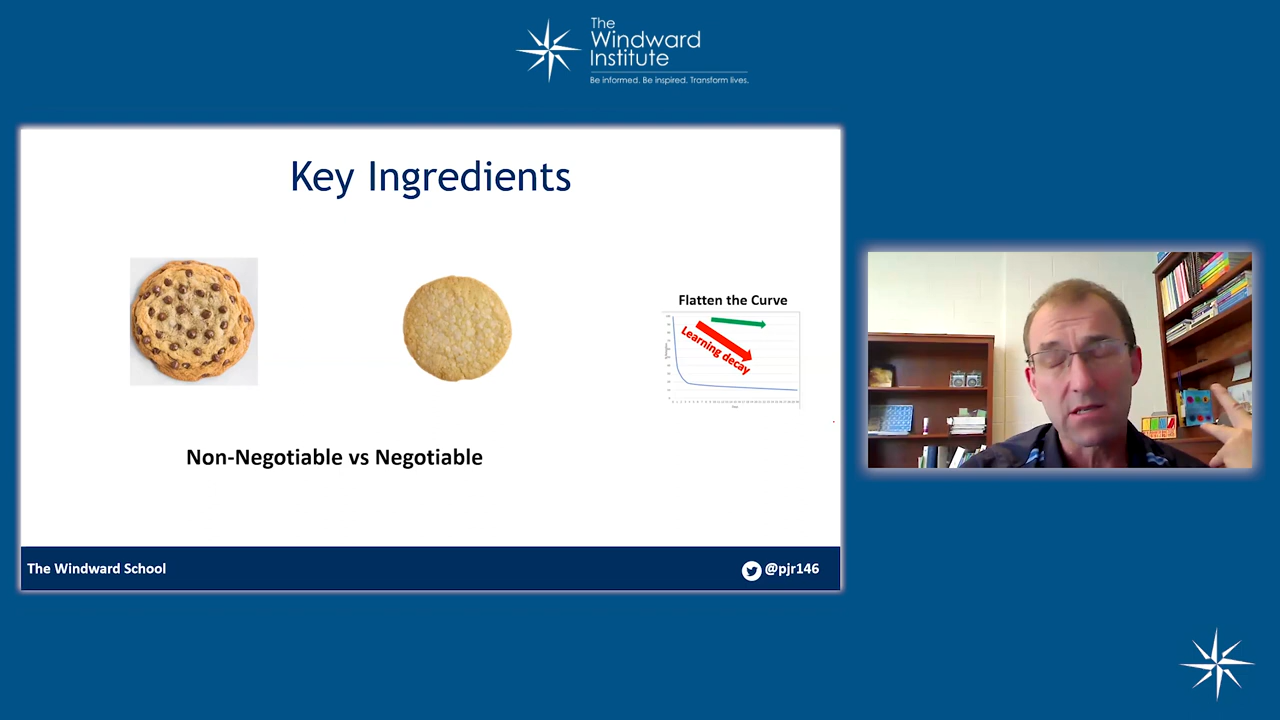 The
Windward
Institute
Be informed. Be inspired. Transform lives.
Key Ingredients
Flatten the Curve
Learning decay
Non-Negotiable vs Negotiable
The Windward School
@pjr146